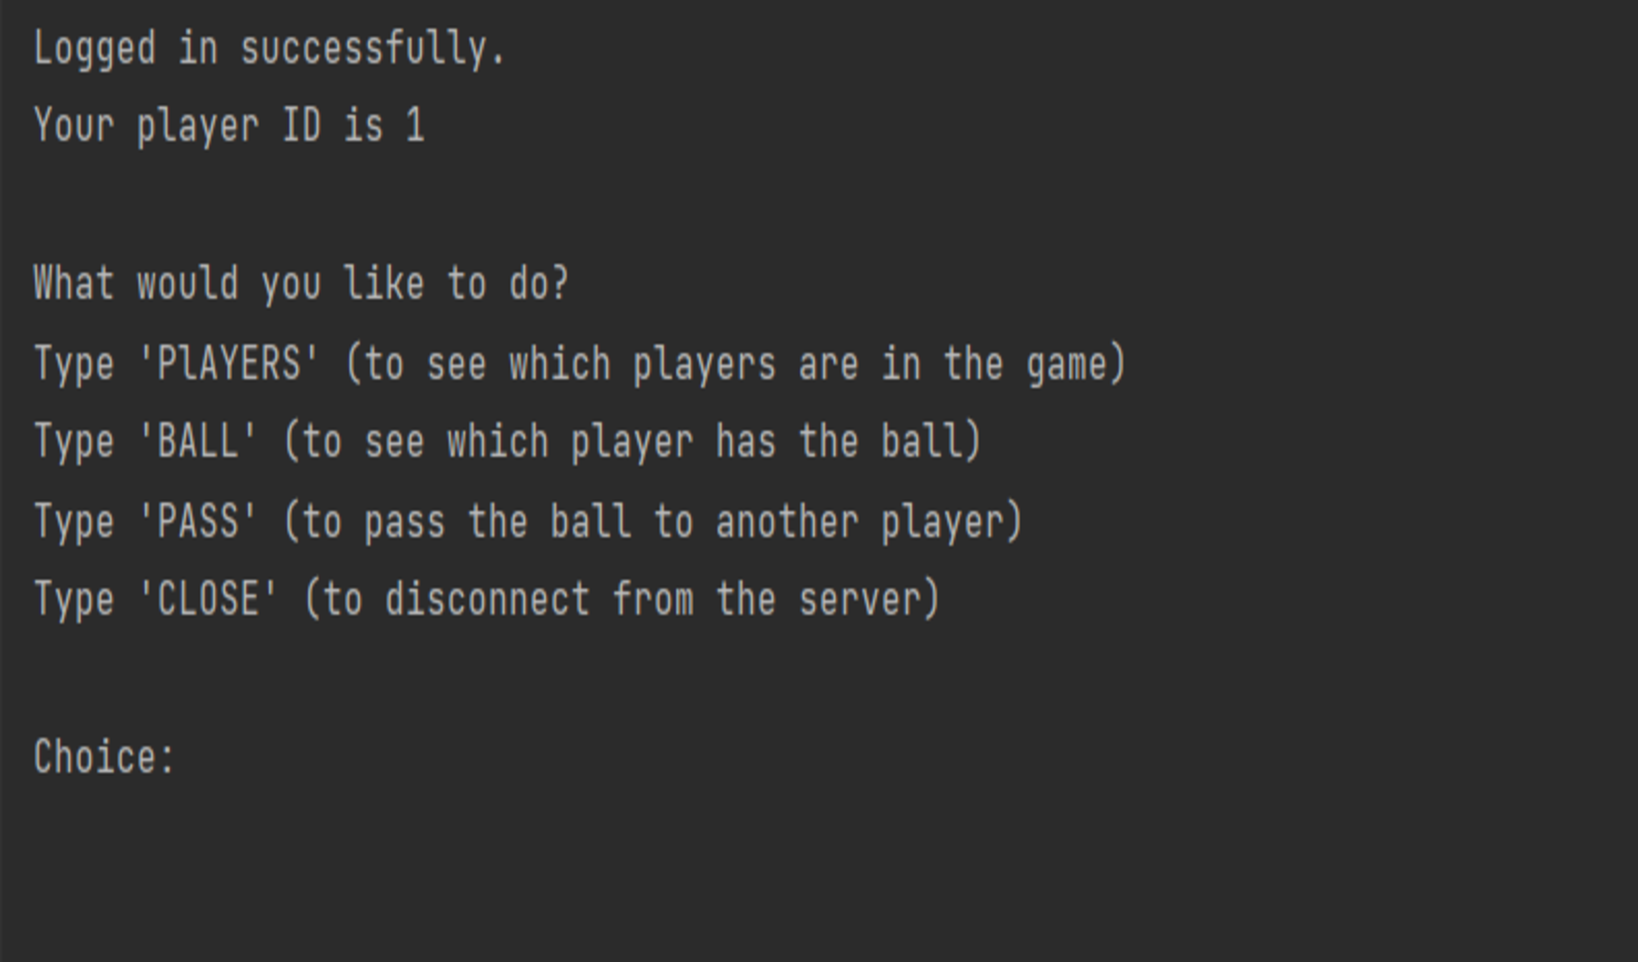 Logged in successfully.
Your player ID is 1
What would you like to do?
Type 'PlAYERS' (to see which players are in the game)
Type 'BALL' (to see which player has the ball)
Type 'PASS' (to pass the ball to another player)
Type 'CLOSE' (to disconnect from the server)
Choice: